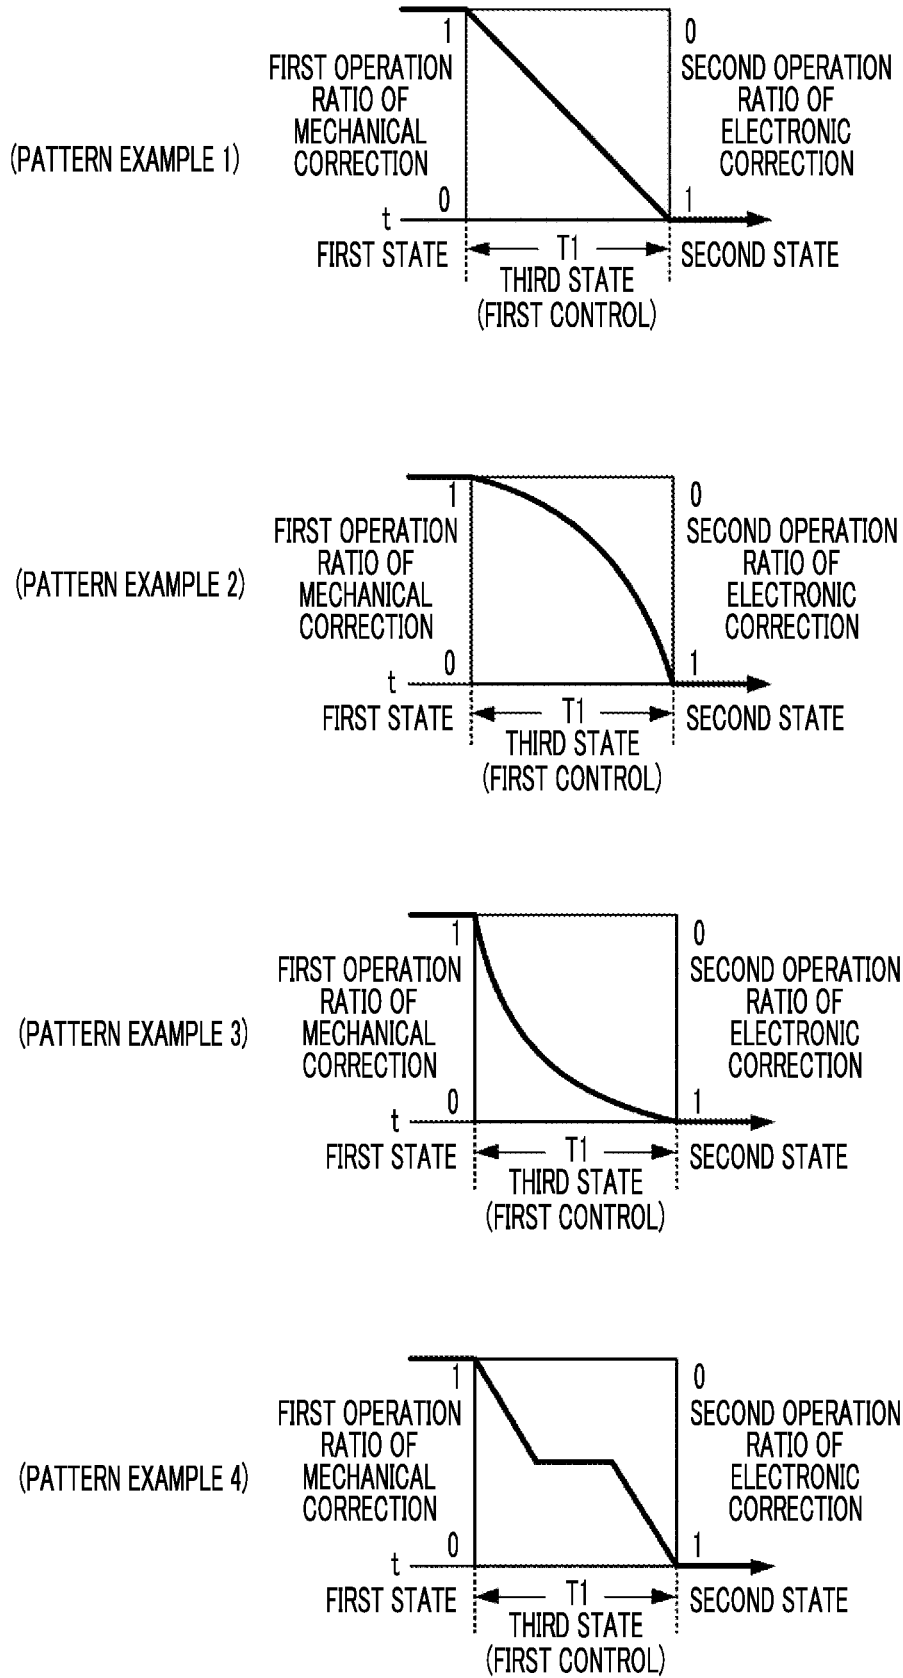 (PATTERN EXAMPLE 1)
1
FIRST OPERATION
RATIO OF
MECHANICAL
CORRECTION
0
t
FIRST STATE
0
SECOND OPERATION
RATIO OF
ELECTRONIC
CORRECTION
1
SECOND STATE
T1
THIRD STATE
(FIRST CONTROL)
(PATTERN EXAMPLE 2)
1
FIRST OPERATION
RATIO OF
MECHANICAL
CORRECTION
0
t
FIRST STATE
0
SECOND OPERATION
RATIO OF
ELECTRONIC
CORRECTION
1
SECOND STATE
T1
THIRD STATE
(FIRST CONTROL)
(PATTERN EXAMPLE 3)
1
FIRST OPERATION
RATIO OF
MECHANICAL
CORRECTION
0
t
FIRST STATE
0
SECOND OPERATION
RATIO OF
ELECTRONIC
CORRECTION
1
SECOND STATE
T1
THIRD STATE
(FIRST CONTROL)
(PATTERN EXAMPLE 4)
1
FIRST OPERATION
RATIO OF
MECHANICAL
CORRECTION
0
t
FIRST STATE
0
SECOND OPERATION
RATIO OF
ELECTRONIC
CORRECTION
1
SECOND STATE
T1
THIRD STATE
(FIRST CONTROL)